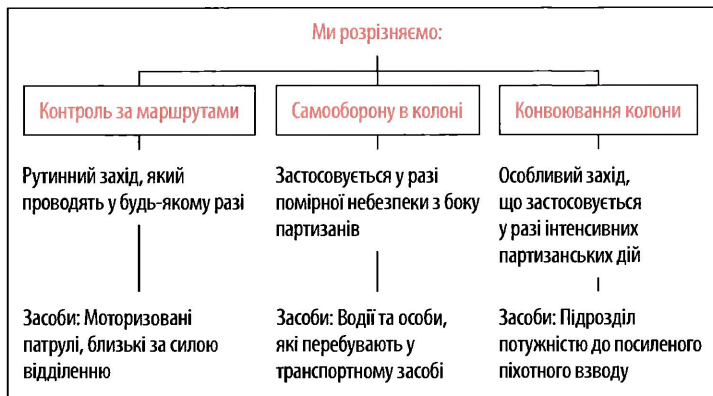 Ми розрізняємо:
Контроль за маршрутами
Самооборону в колоні
Конвоювання колони
Рутинний захід, який
проводять у будь-якому разі
Застосовується у разі
помірної небезпеки з боку
партизанів
Особливий захід,
що застосовується
у разі інтенсивних
партизанських дій
Засоби: Моторизовані
патрулі, близькі за силою
відділенню
Засоби: Водії та особи,
які перебувають у
транспортному засобі
Засоби: Підрозділ
потужністю до посиленого
піхотного взводу